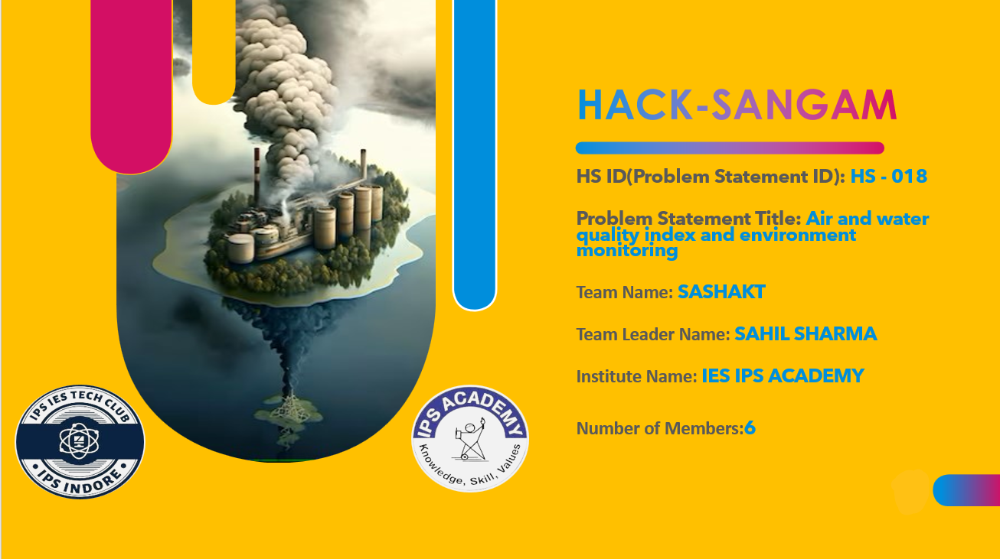 HACK-SANGAM
HS ID(Problem Statement ID): HS - 018
Problem Statement Title: Air and water
quality index and environment
monitoring
Team Name: SASHAKT
Team Leader Name: SAHIL SHARMA
Institute Name: IES IPS ACADEMY
Number of Members:6
IPS IES TECH CLUB
• IPS INDORE •
IPS ACADEMY
Knowledge, Skill, Values